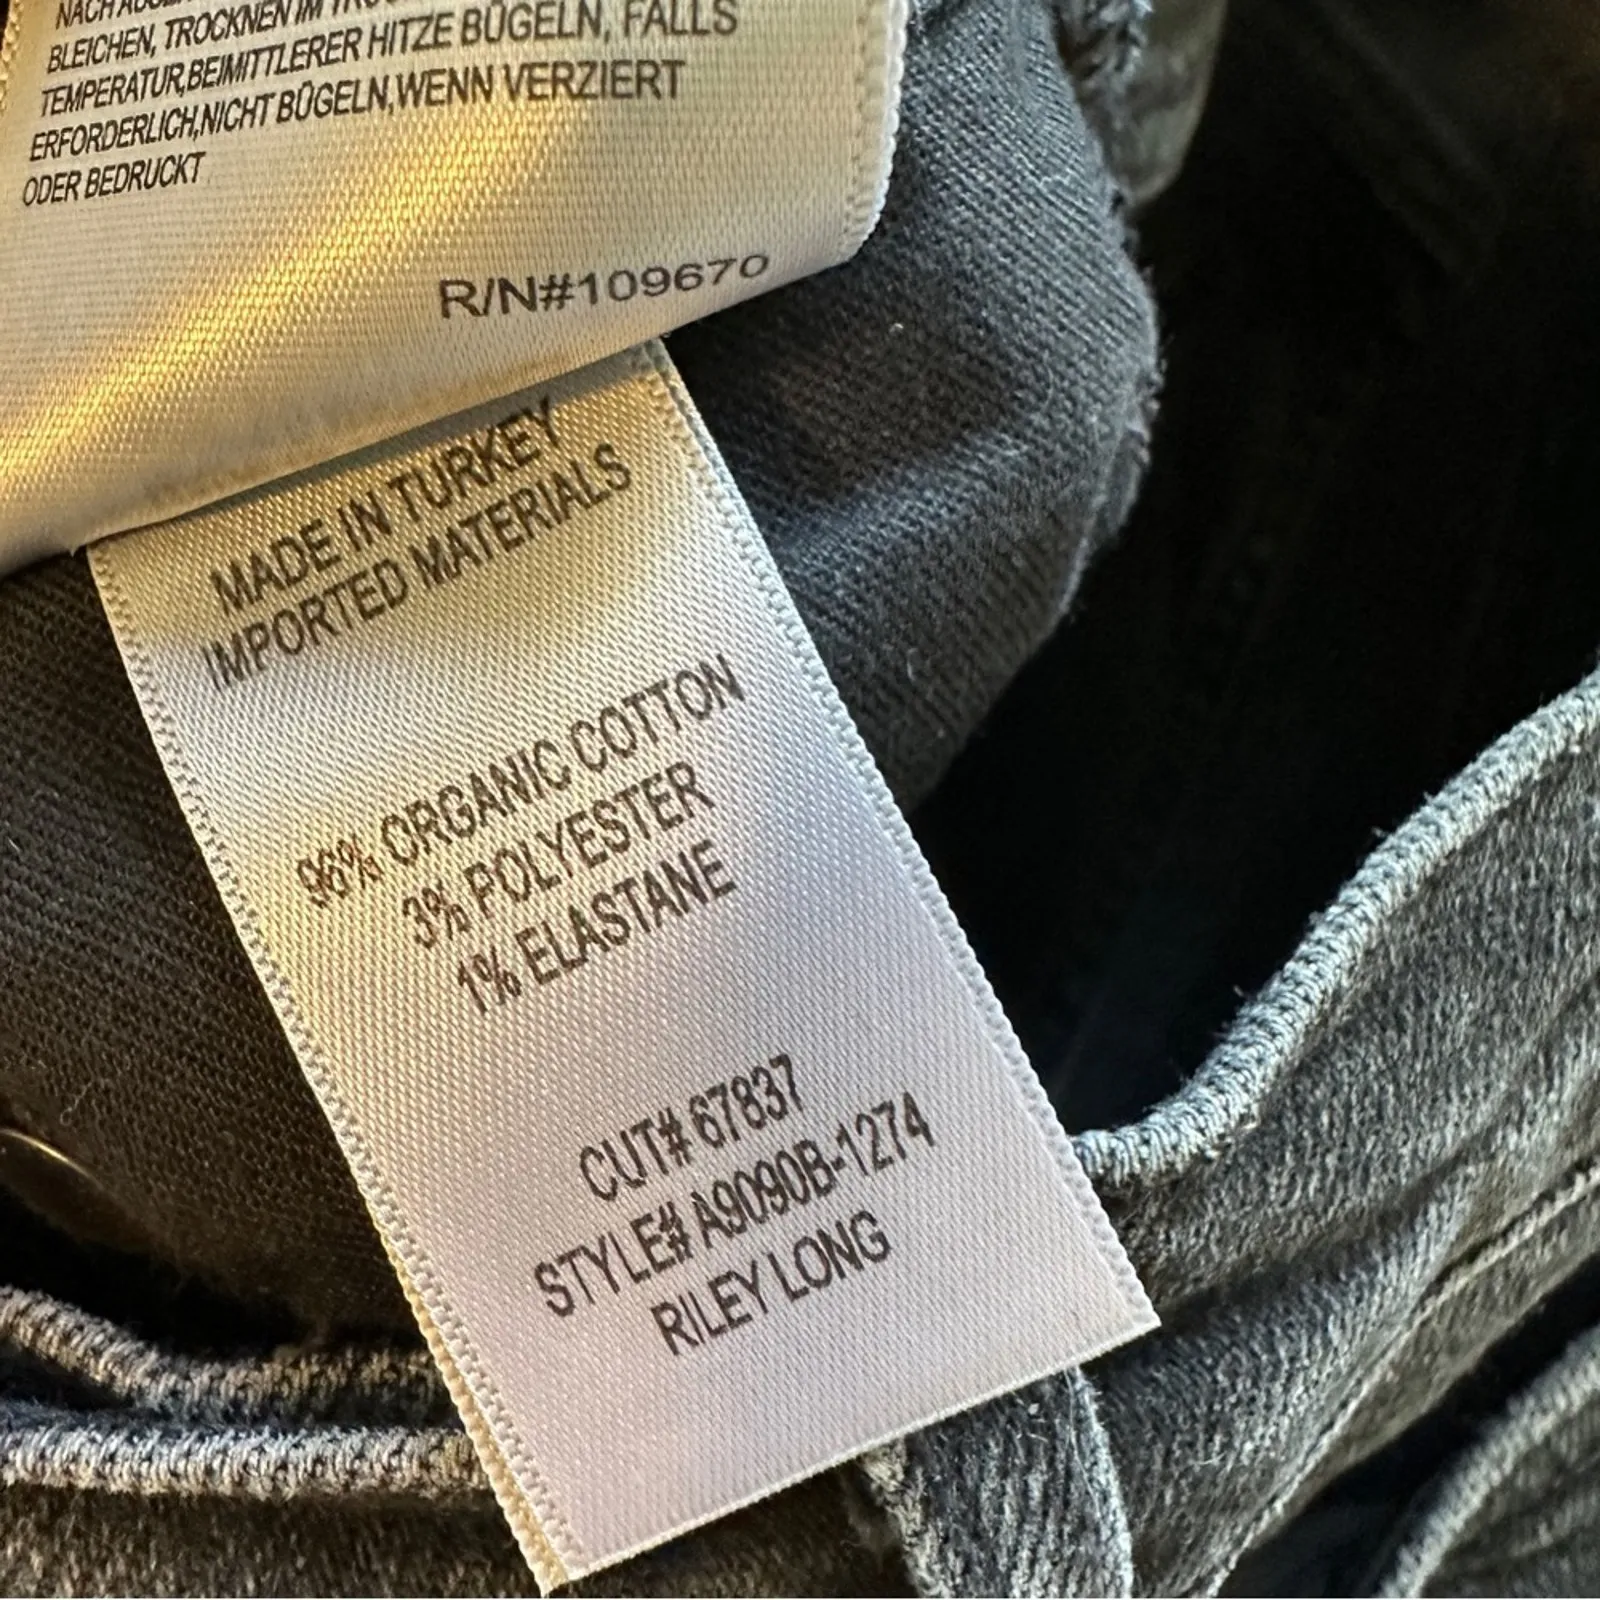 NACH
BLEICHEN, TROCKNEN IM
TEMPERATUR,BEIMITTLERER HITZE BÜGELN, FALLS
ERFORDERLICH,NICHT BÜGELN,WENN VERZIERT
ODER BEDRUCKT
R/N#109670
MADE IN TURKEY
IMPORTED MATERIALS
96% ORGANIC COTTON
3% POLYESTER
1% ELASTANE
CUT# 67837
STYLE# A9090B-1274
RILEY LONG